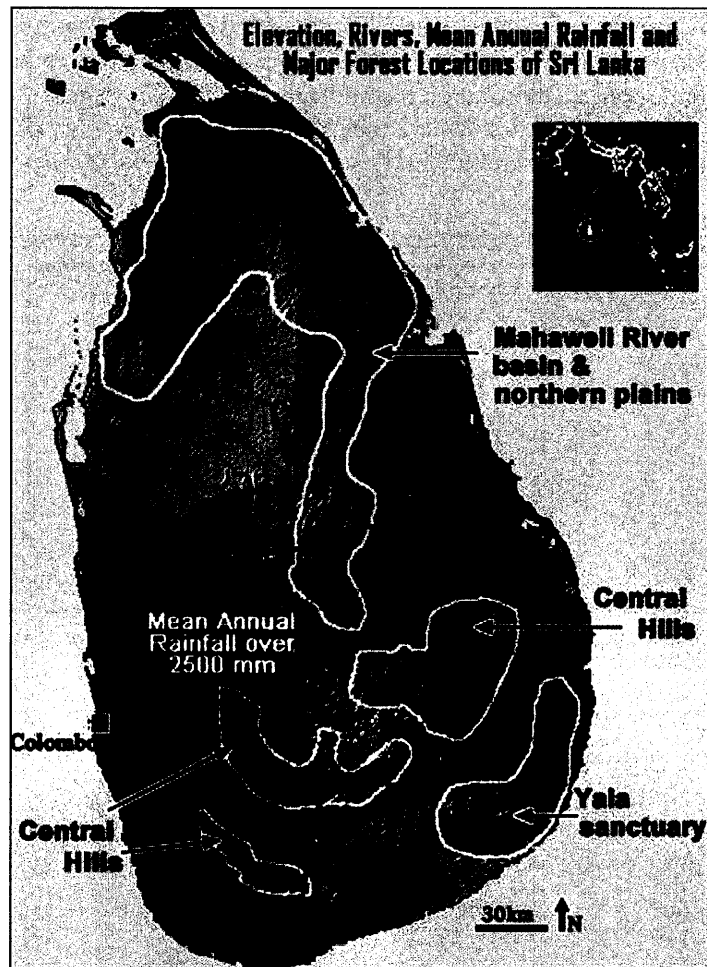 Elevation, Rivers, Mean Anuual Rainfall and
Major Forest Locations of Sri Lanka
Mahaweli River
basin &
northern plains
Central
Hills
Mean Annual
Rainfall over
2500 mm
Colombo
Yala
sanctuary
Central
Hills
30km
N